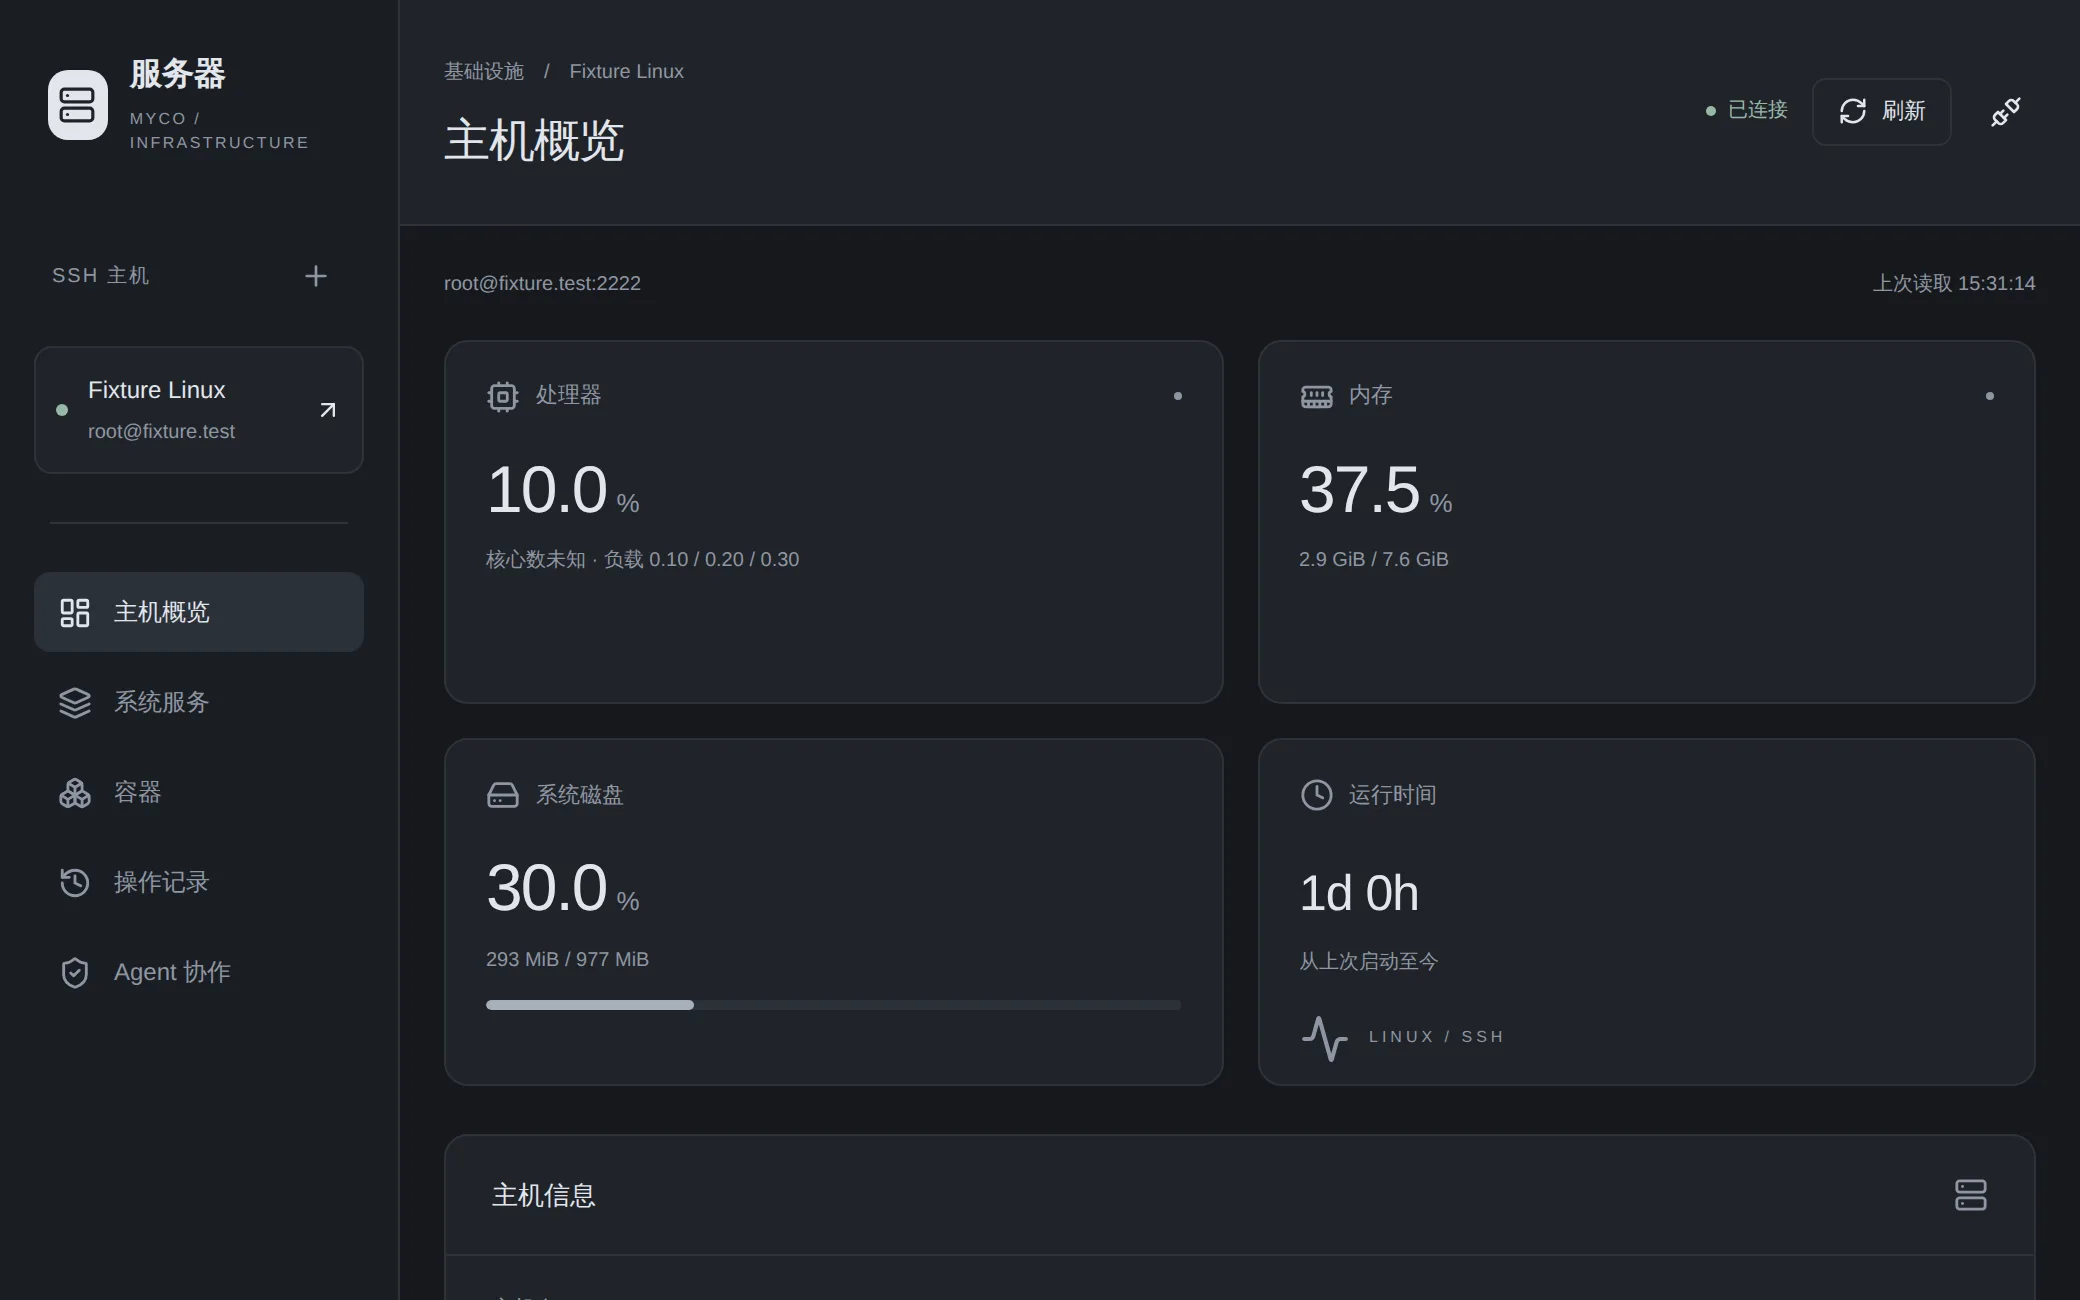 服务器
MYCO /
INFRASTRUCTURE
SSH 主机
Fixture Linux
root@fixture.test
主机概览
系统服务
容器
操作记录
Agent 协作
基础设施 / Fixture Linux
主机概览
已连接
刷新
root@fixture.test:2222
上次读取 15:31:14
处理器
10.0 %
核心数未知 · 负载 0.10 / 0.20 / 0.30
内存
37.5 %
2.9 GiB / 7.6 GiB
系统磁盘
30.0 %
293 MiB / 977 MiB
运行时间
1d 0h
从上次启动至今
LINUX / SSH
主机信息